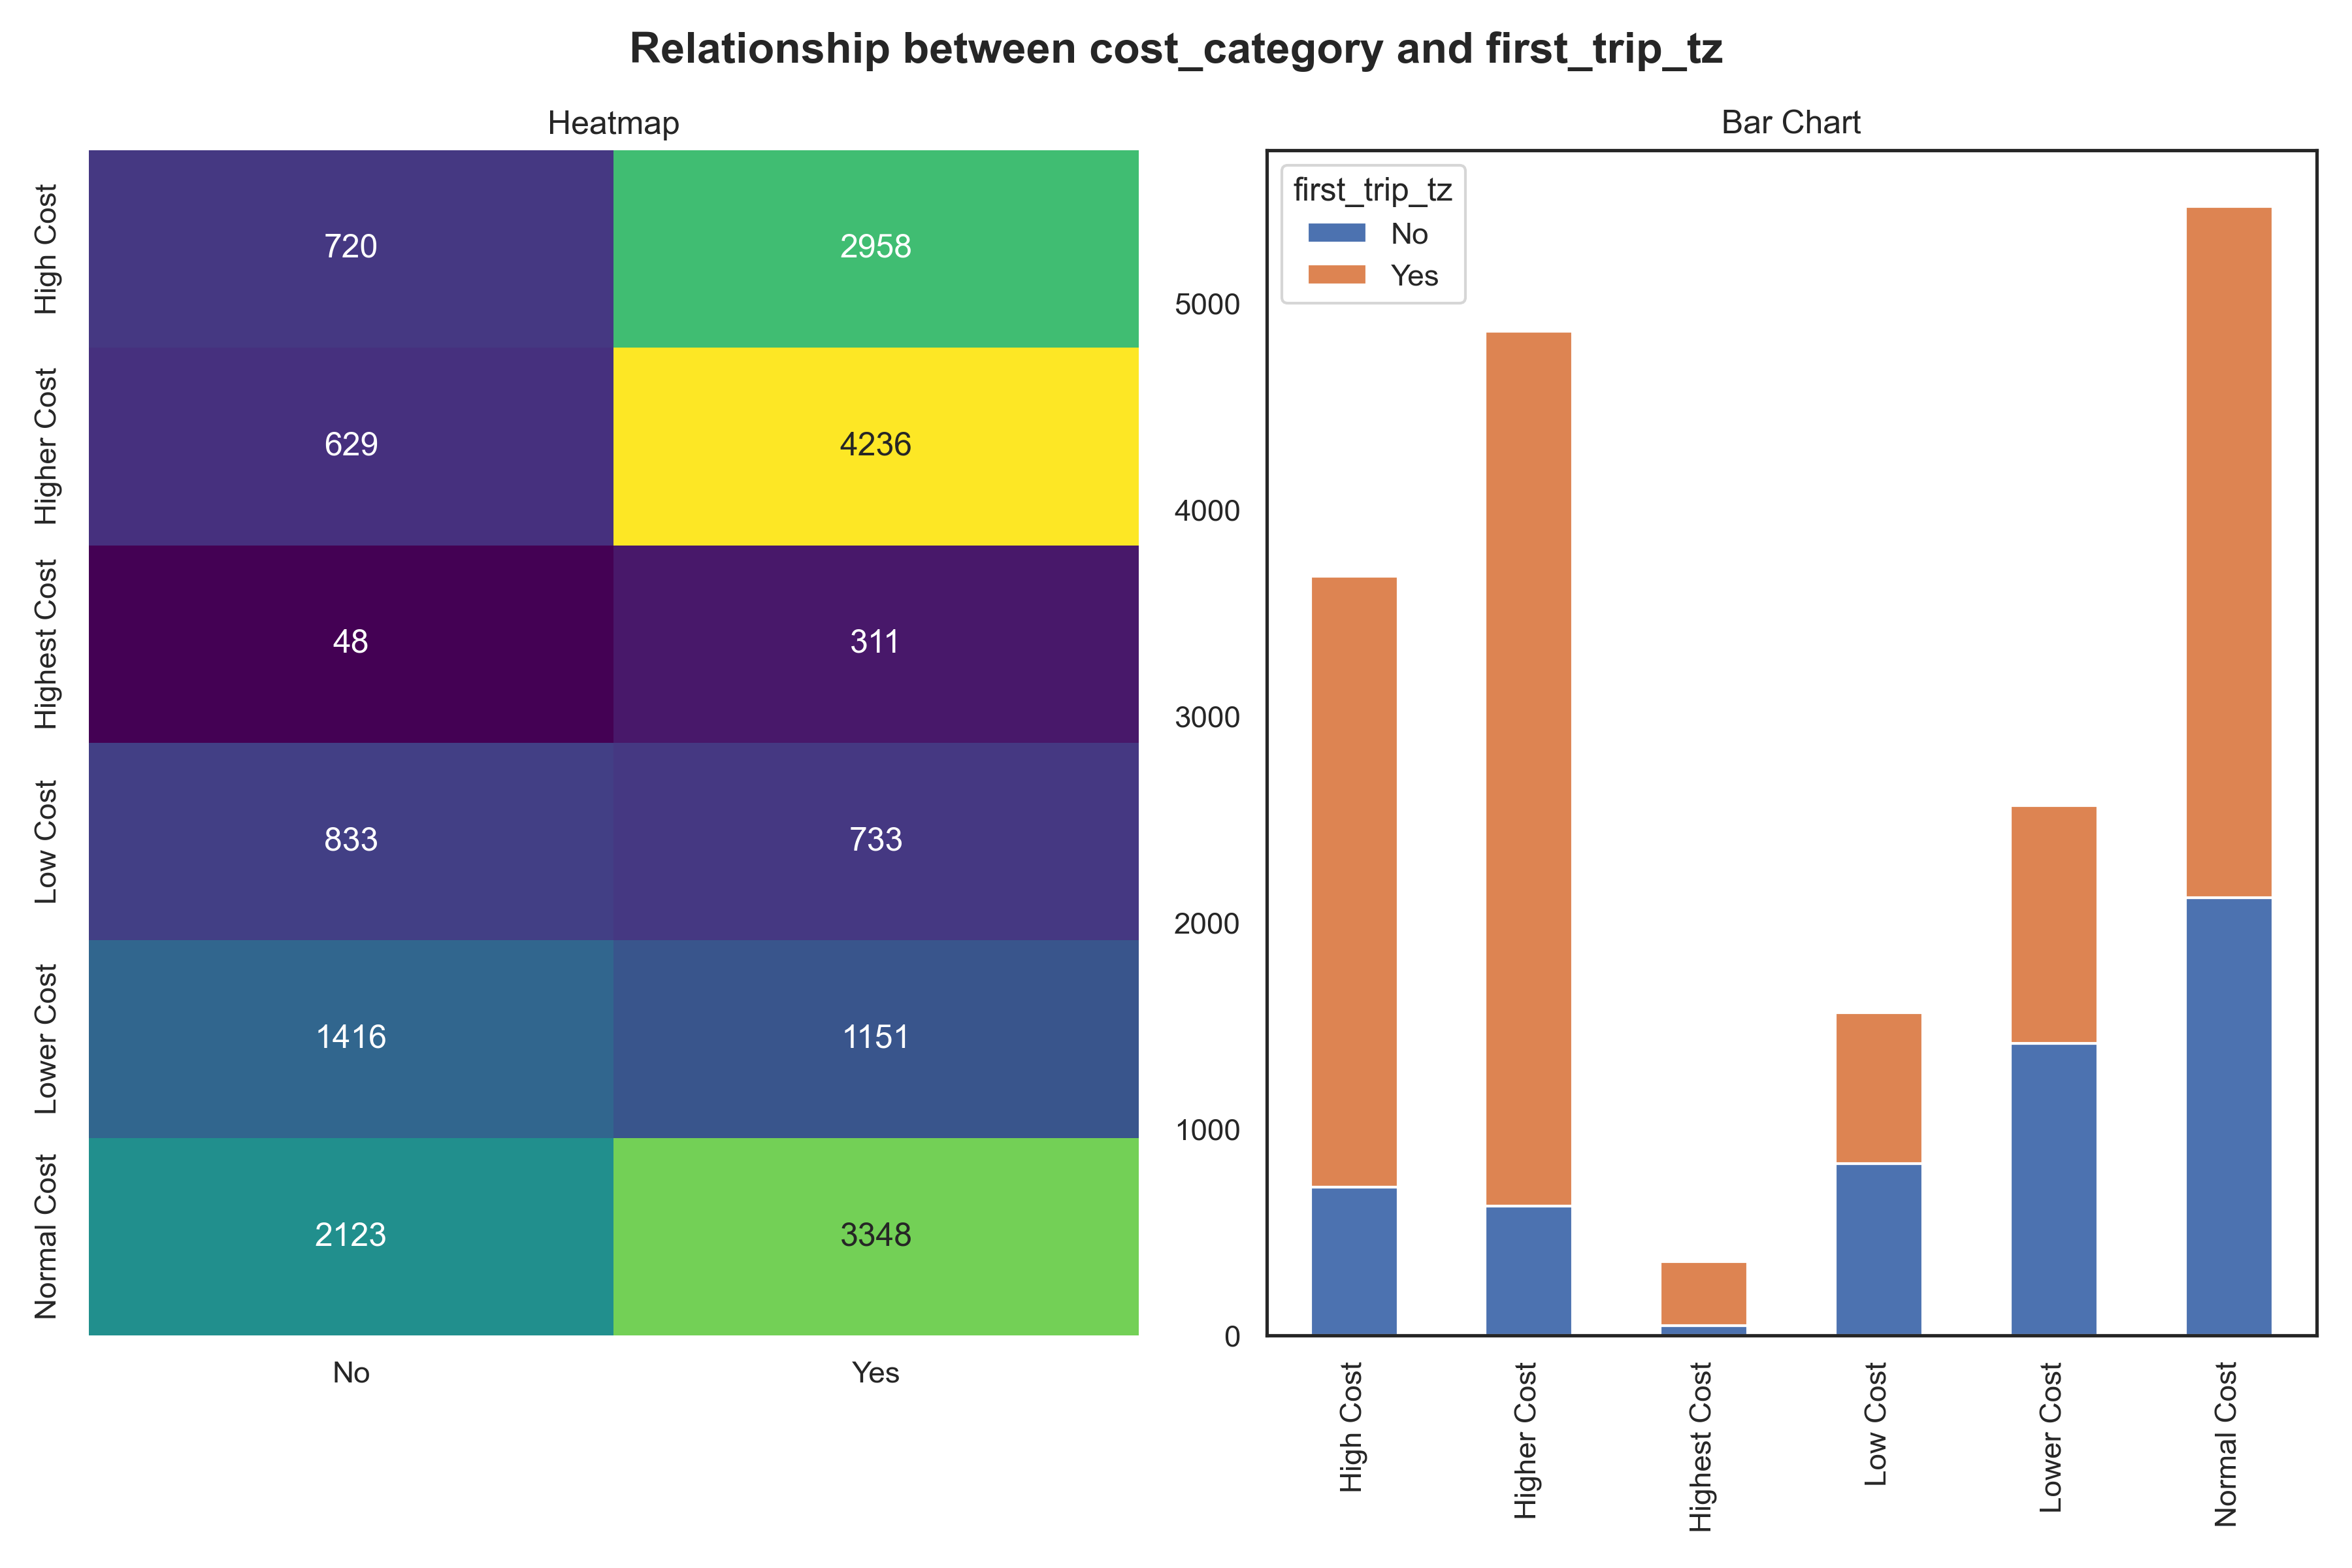 Relationship between cost_category and first_trip_tz
Heatmap
High Cost
Higher Cost
Highest Cost
Low Cost
Lower Cost
Normal Cost
720
2958
629
4236
48
311
833
733
1416
1151
2123
3348
No
Yes
Bar Chart
first_trip_tz
No
Yes
5000
4000
3000
2000
1000
0
High Cost
Higher Cost
Highest Cost
Low Cost
Lower Cost
Normal Cost